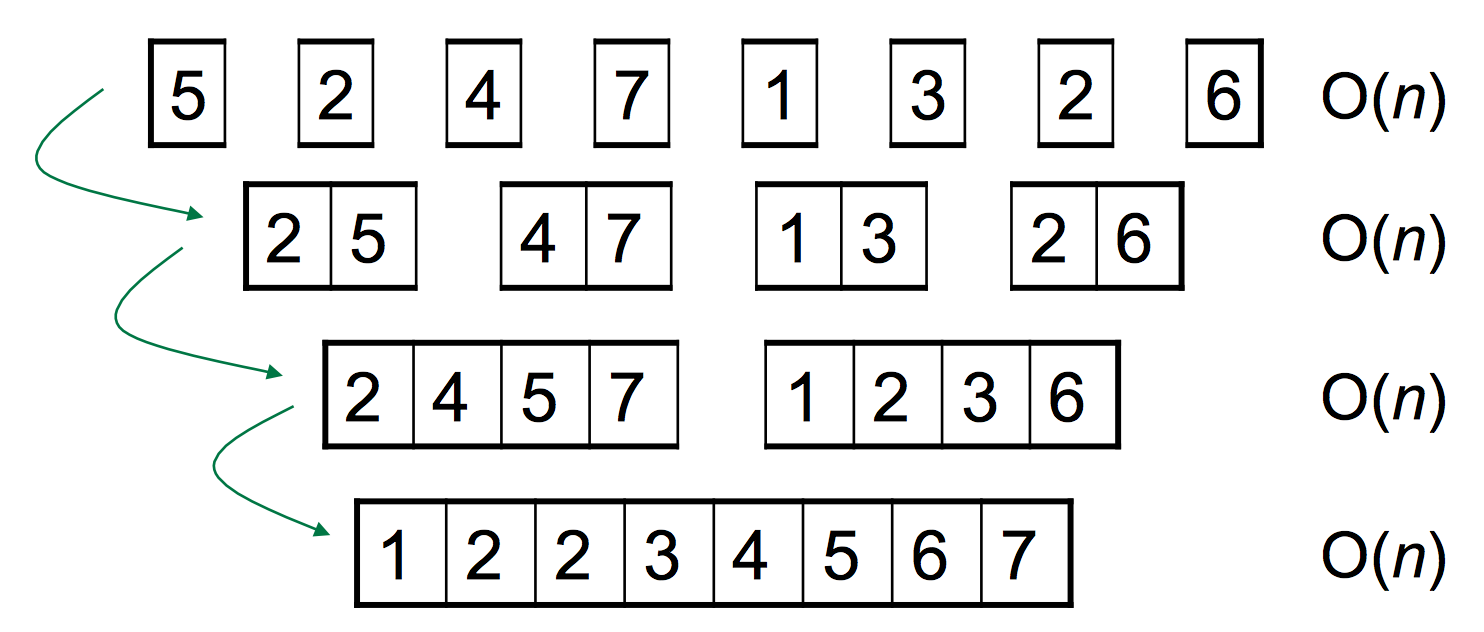 5 2 4 7 1 3 2 6 O(n)
2 5 4 7 1 3 2 6 O(n)
2 4 5 7 1 2 3 6 O(n)
1 2 2 3 4 5 6 7 O(n)